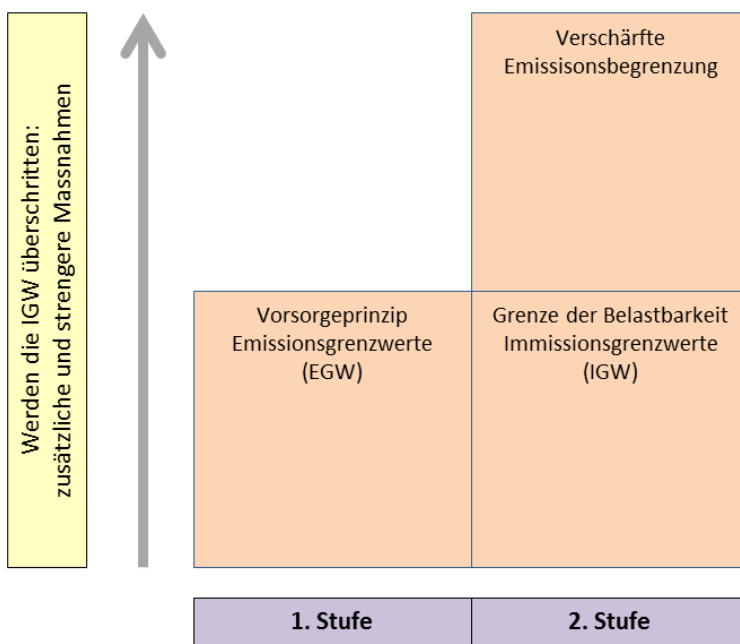 Werden die IGW überschritten:
zusätzliche und strengere Massnahmen
Verschärfte
Emissisonsbegrenzung
Vorsorgeprinzip
Emissionsgrenzwerte
(EGW)
Grenze der Belastbarkeit
Immissionsgrenzwerte
(IGW)
1. Stufe
2. Stufe